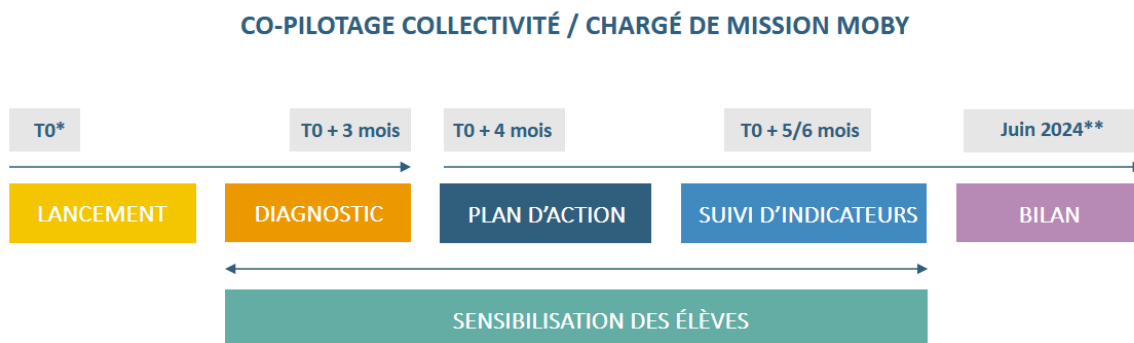 CO-PILOTAGE COLLECTIVITÉ / CHARGÉ DE MISSION MOBY
T0*
T0 + 3 mois
T0 + 4 mois
T0 + 5/6 mois
Juin 2024**
LANCEMENT
DIAGNOSTIC
PLAN D'ACTION
SUIVI D'INDICATEURS
BILAN
SENSIBILISATION DES ÉLÈVES